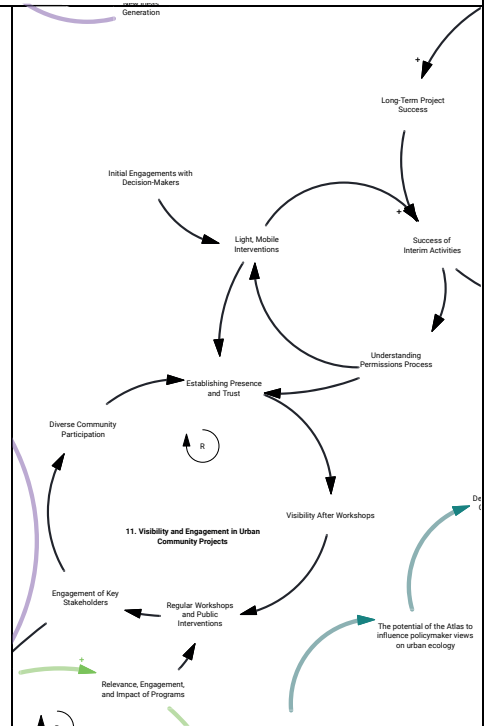 Generation
+
Long-Term Project
Success
Initial Engagements with
Decision-Makers
+
Light, Mobile
Interventions
Success of
Interim Activities
Understanding
Permissions Process
Establishing Presence
and Trust
Diverse Community
Participation
R
Visibility After Workshops
11. Visibility and Engagement in Urban
Community Projects
Engagement of Key
Stakeholders
Regular Workshops
and Public
Interventions
The potential of the Atlas to
influence policymaker views
on urban ecology
+
Relevance, Engagement,
and Impact of Programs